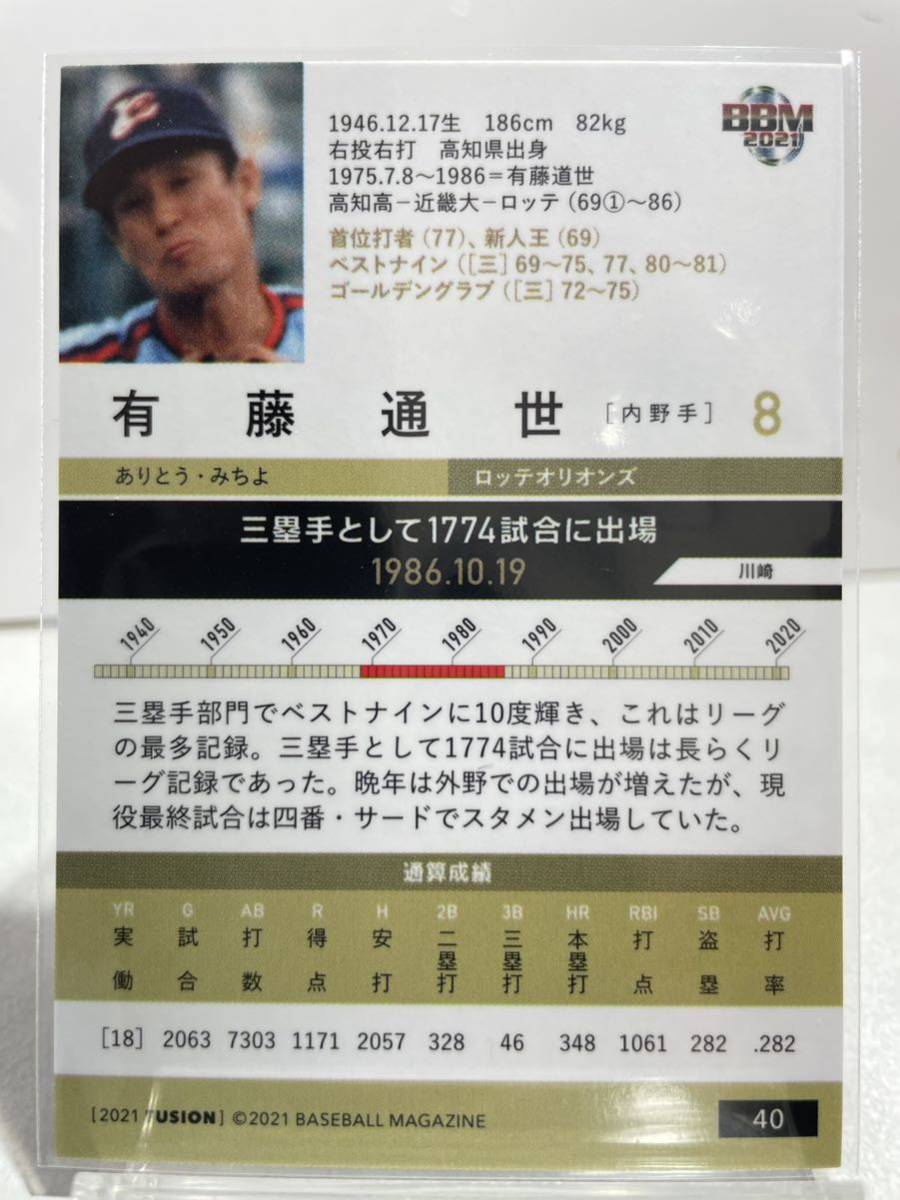 BBM
2021
1946.12.17生 186cm 82kg
右投右打 高知県出身
1975.7.8〜1986＝有藤道世
高知高−近畿大−ロッテ（69①〜86）
首位打者（77）、新人王（69）
ベストナイン（［三］69〜75、77、80〜81）
ゴールデングラブ（［三］72〜75）
有藤通世 ［内野手］ 8
ありとう・みちよ ロッテオリオンズ
三塁手として1774試合に出場
1986.10.19
川崎
1940 1950 1960 1970 1980 1990 2000 2010 2020
三塁手部門でベストナインに10度輝き、これはリーグ
の最多記録。三塁手として1774試合に出場は長らくリ
ーグ記録であった。晩年は外野での出場が増えたが、現
役最終試合は四番・サードでスタメン出場していた。
通算成績
YR G AB R H 2B 3B HR RBI SB AVG
実働 試合 打数 得点 安打 二塁打 三塁打 本塁打 打点 盗塁 打率
[18] 2063 7303 1171 2057 328 46 348 1061 282 .282
[2021 FUSION] ©2021 BASEBALL MAGAZINE
40